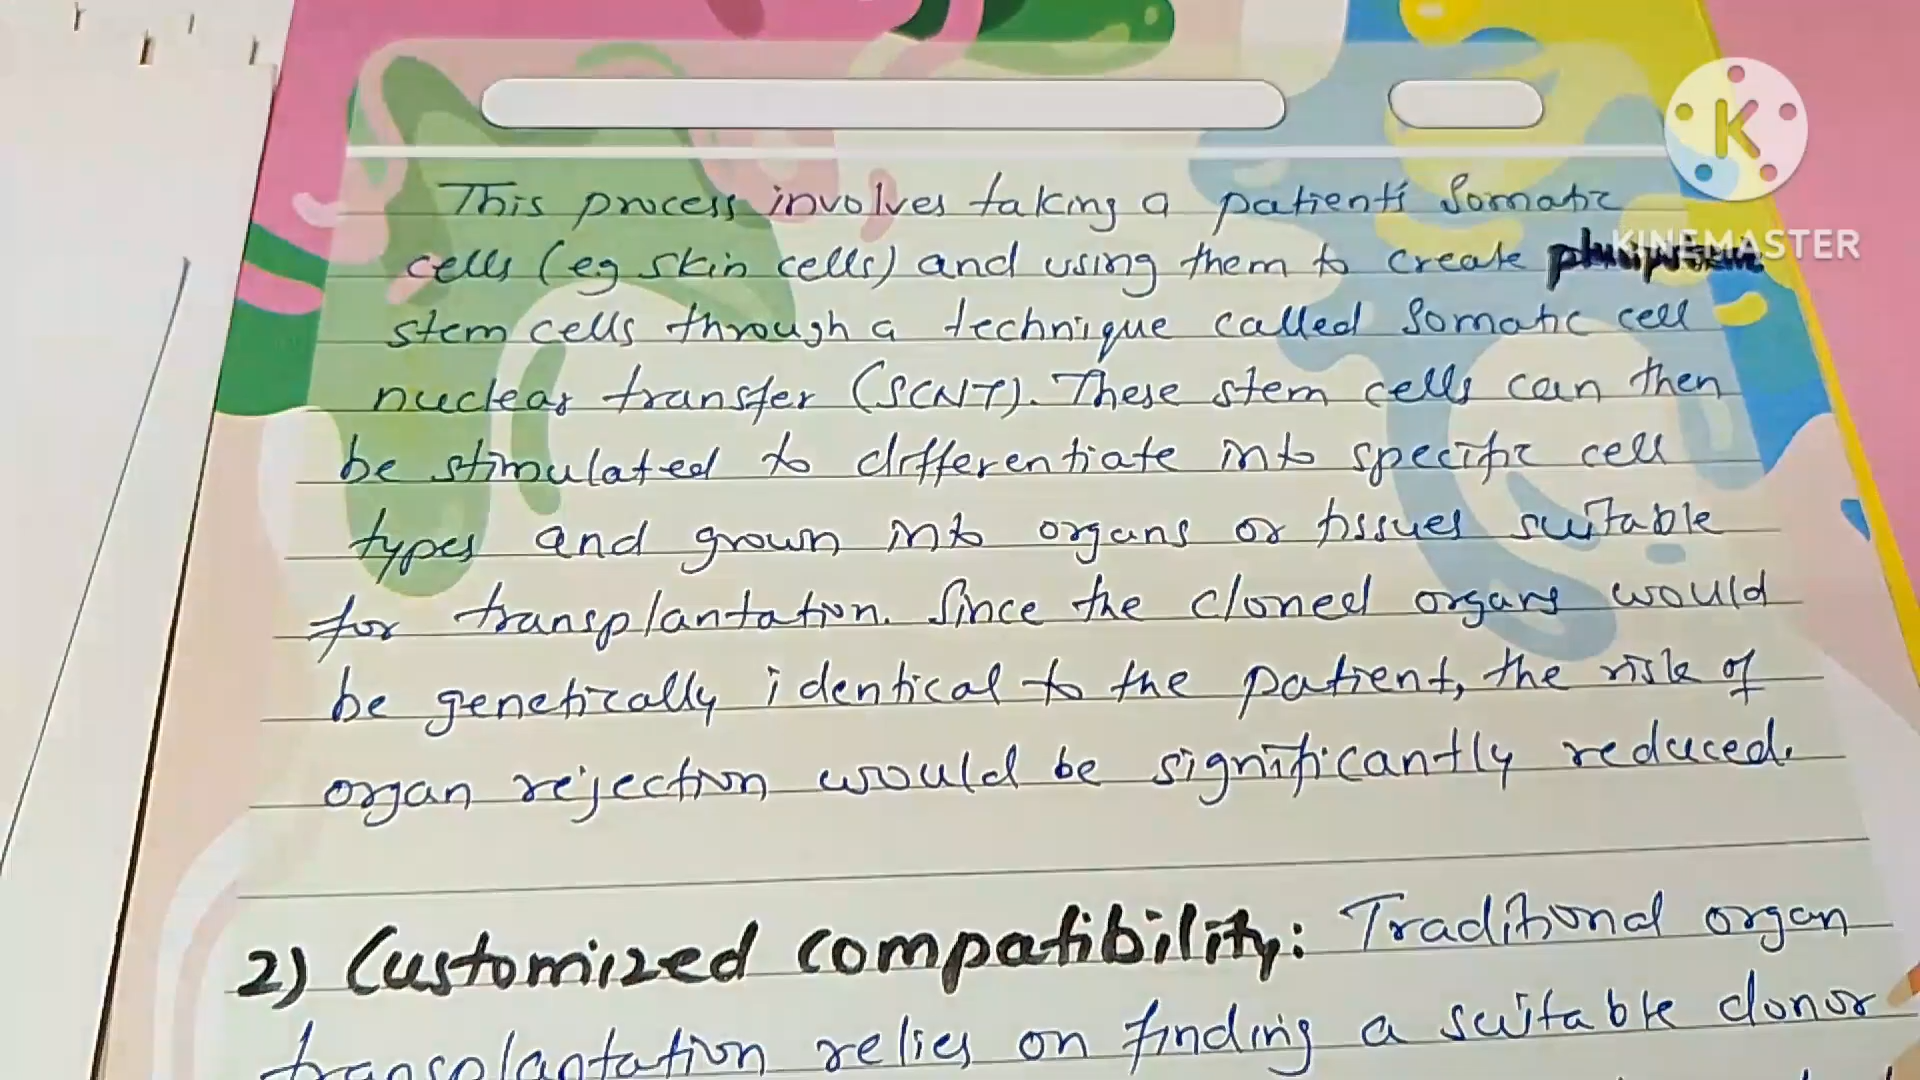 This process involves taking a patient's Somatic
cells (eg skin cells) and using them to create
stem cells through a technique called Somatic cell
nuclear transfer (SCNT). These stem cells can then
be stimulated to differentiate into specific cell
types and grown into organs or tissues suitable
for transplantation. Since the cloned organs would
be genetically identical to the patient, the risk of
organ rejection would be significantly reduced.
2) Customized compatibility: Traditional organ
transplantation relies on finding a suitable donor
K
KINEMASTER